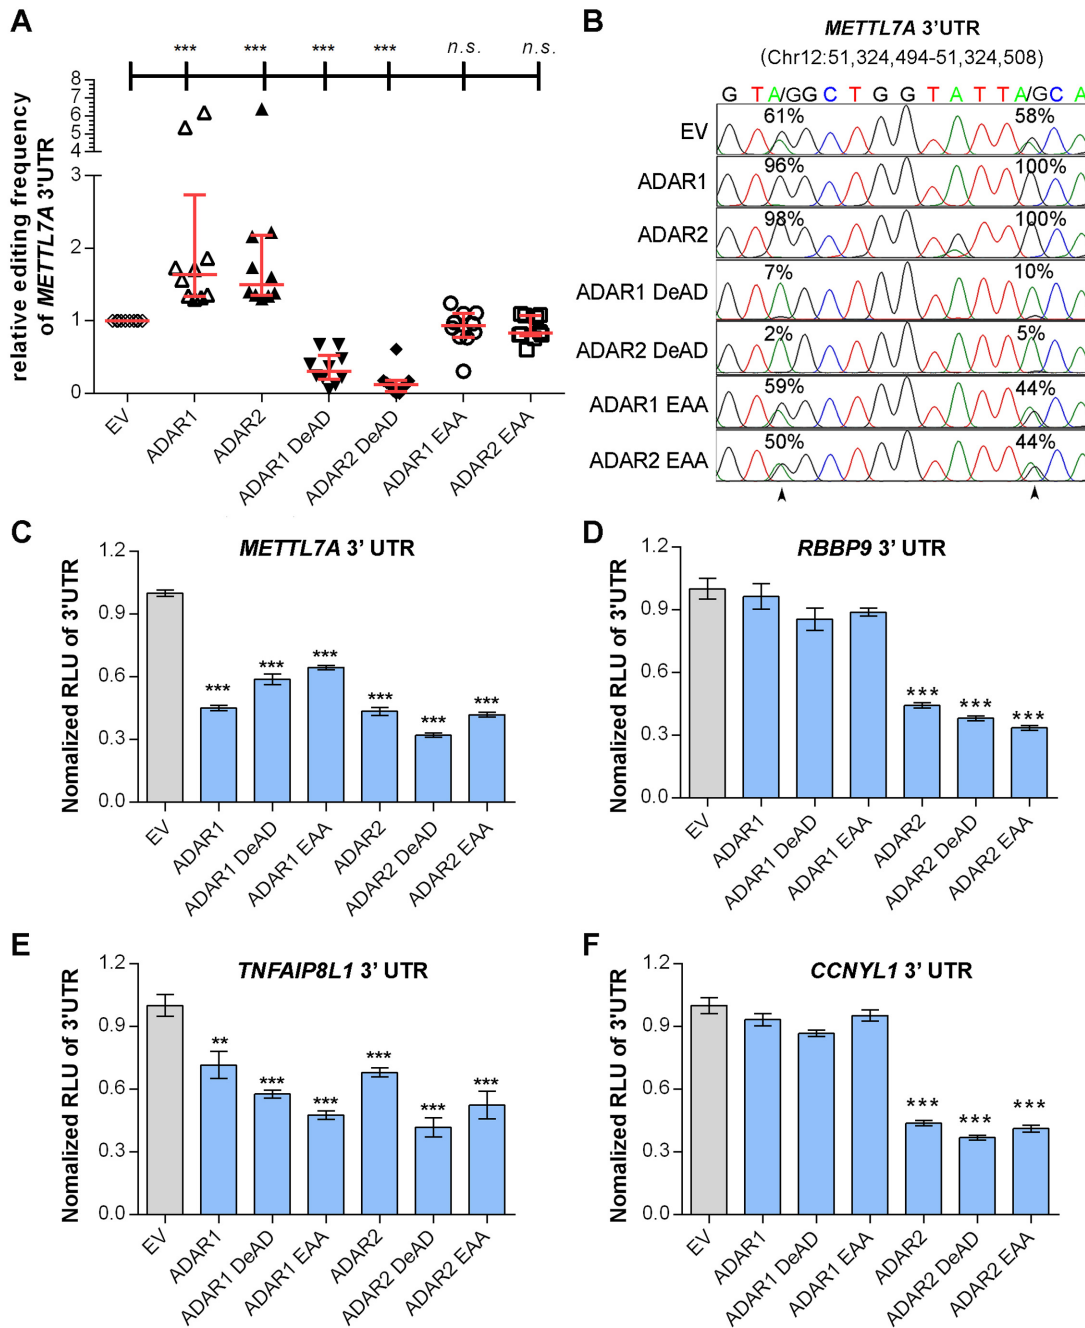 A
*** *** *** *** n.s. n.s.
relative editing frequency
of METTL7A 3'UTR
8
7
6
5
4
3
2
1
0
EV
ADAR1
ADAR2
ADAR1 DeAD
ADAR2 DeAD
ADAR1 EAA
ADAR2 EAA
B
METTL7A 3'UTR
(Chr12:51,324,494-51,324,508)
G T A/G G C T G G T A T T A/G C A
EV 61% 58%
ADAR1 96% 100%
ADAR2 98% 100%
ADAR1 DeAD 7% 10%
ADAR2 DeAD 2% 5%
ADAR1 EAA 59% 44%
ADAR2 EAA 50% 44%
C
METTL7A 3' UTR
Nomalized RLU of 3'UTR
1.2
0.9
0.6
0.3
0.0
*** *** *** *** *** ***
EV
ADAR1
ADAR1 DeAD
ADAR1 EAA
ADAR2
ADAR2 DeAD
ADAR2 EAA
D
RBBP9 3' UTR
Nomalized RLU of 3'UTR
1.2
0.9
0.6
0.3
0.0
*** *** ***
EV
ADAR1
ADAR1 DeAD
ADAR1 EAA
ADAR2
ADAR2 DeAD
ADAR2 EAA
E
TNFAIP8L1 3' UTR
Nomalized RLU of 3'UTR
1.2
0.9
0.6
0.3
0.0
** *** *** *** *** ***
EV
ADAR1
ADAR1 DeAD
ADAR1 EAA
ADAR2
ADAR2 DeAD
ADAR2 EAA
F
CCNYL1 3' UTR
Nomalized RLU of 3'UTR
1.2
0.9
0.6
0.3
0.0
*** *** ***
EV
ADAR1
ADAR1 DeAD
ADAR1 EAA
ADAR2
ADAR2 DeAD
ADAR2 EAA